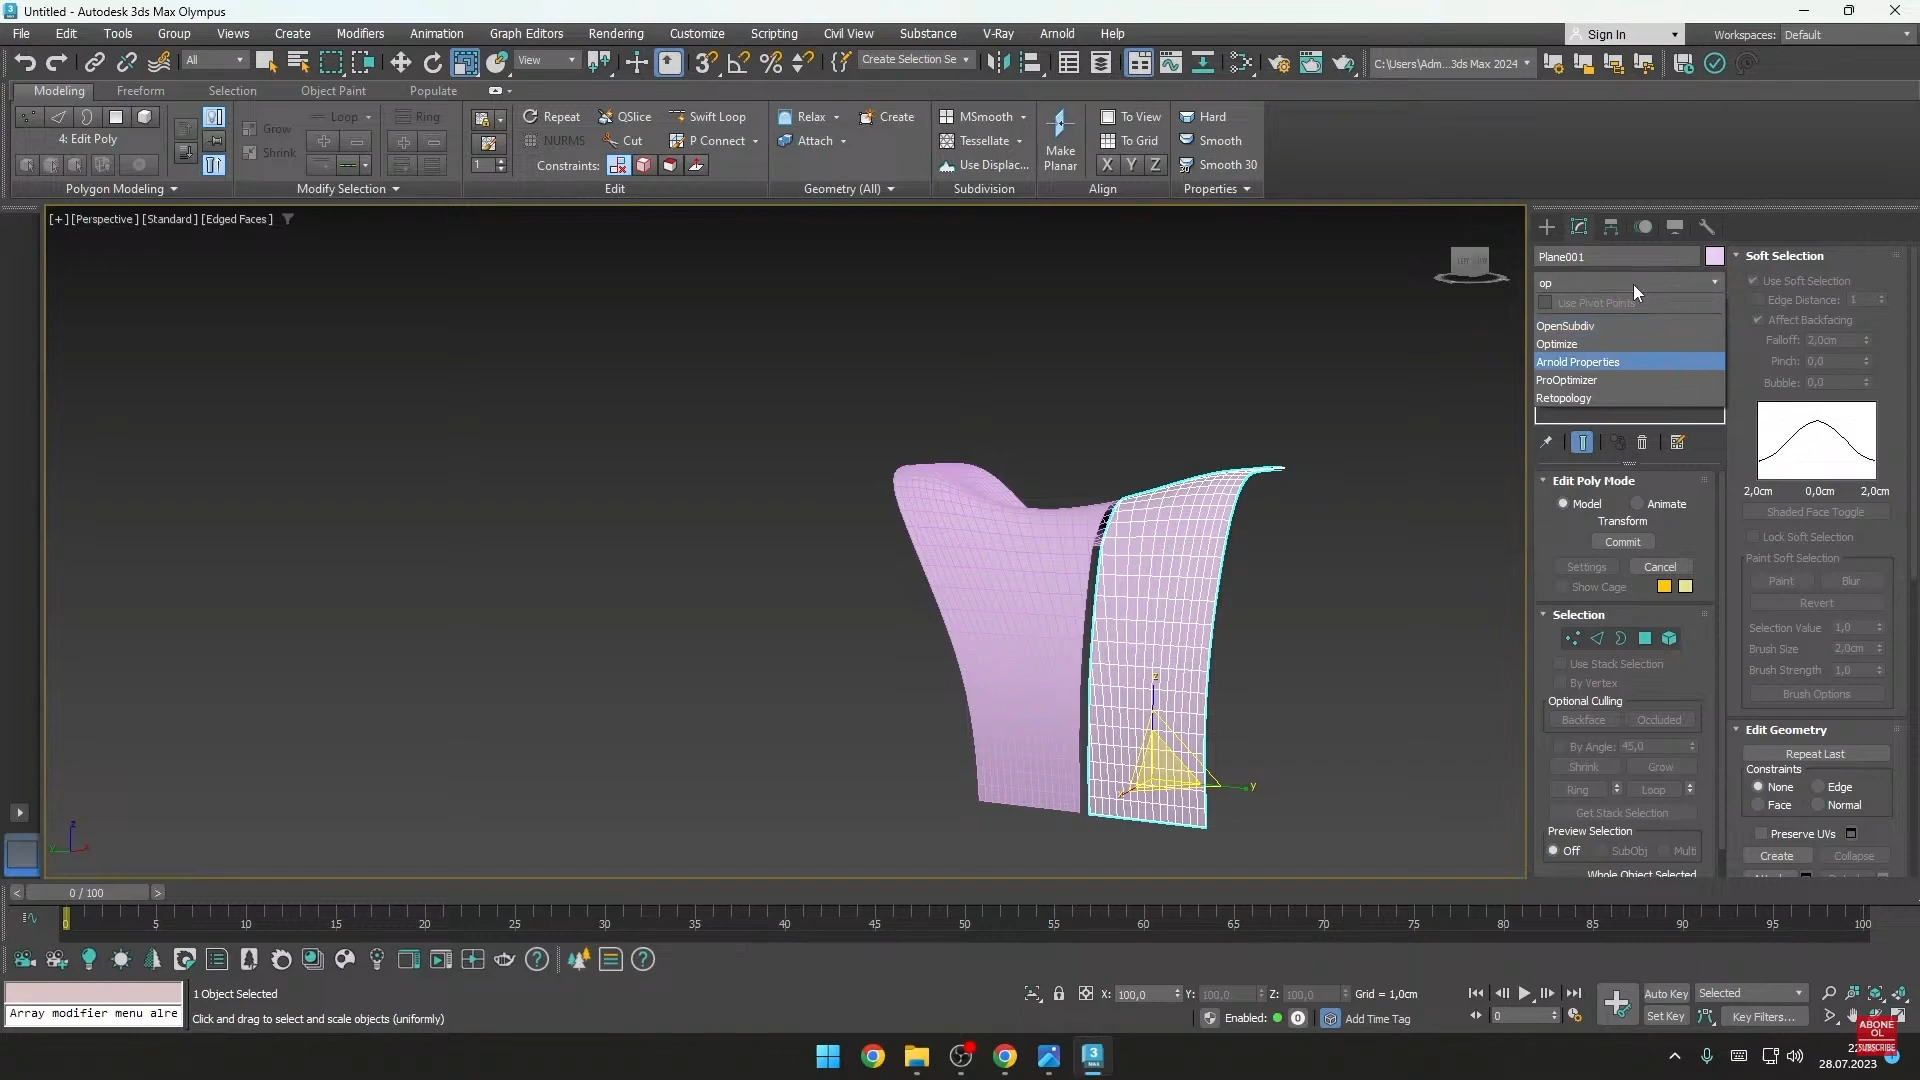 Untitled - Autodesk 3ds Max Olympus
File Edit Tools Group Views Create Modifiers Animation Graph Editors Rendering Customize Scripting Civil View Substance V-Ray Arnold Help
Sign In
Workspaces: Default
All
View
Create Selection Se
C:\Users\Adm...3ds Max 2024
Modeling Freeform Selection Object Paint Populate
4: Edit Poly
Polygon Modeling
Grow
Shrink
Loop
Ring
Modify Selection
1
Repeat QSlice Swift Loop
NURMS Cut P Connect
Constraints:
Edit
Relax Create
Attach
Geometry (All)
MSmooth
Tessellate
Use Displac...
Subdivision
Make
Planar
To View
To Grid
X Y Z
Align
Hard
Smooth
Smooth 30
Properties
[+] [Perspective] [Standard] [Edged Faces]
z
y
z
y
x
Plane001
op
Use Pivot Points
OpenSubdiv
Optimize
Arnold Properties
ProOptimizer
Retopology
Edit Poly Mode
Model Animate
Transform
Commit
Settings Cancel
Show Cage
Selection
Use Stack Selection
By Vertex
Optional Culling
Backface Occluded
By Angle: 45,0
Shrink Grow
Ring Loop
Get Stack Selection
Preview Selection
Off SubObj Multi
Whole Object Selected
Soft Selection
Use Soft Selection
Edge Distance: 1
Affect Backfacing
Falloff: 2,0cm
Pinch: 0,0
Bubble: 0,0
2,0cm 0,0cm 2,0cm
Shaded Face Toggle
Lock Soft Selection
Paint Soft Selection
Paint Blur
Revert
Selection Value 1,0
Brush Size 2,0cm
Brush Strength 1,0
Brush Options
Edit Geometry
Repeat Last
Constraints
None Edge
Face Normal
Preserve UVs
Create Collapse
< 0 / 100 >
0 5 10 15 20 25 30 35 40 45 50 55 60 65 70 75 80 85 90 95 100
1 Object Selected
Array modifier menu alre
Click and drag to select and scale objects (uniformly)
X: 100,0 Y: 100,0 Z: 100,0 Grid = 1,0cm
Enabled: 0 Add Time Tag
0
Auto Key Selected
Set Key Key Filters...
ABONE
OL
SUBSCRIBE
28.07.2023